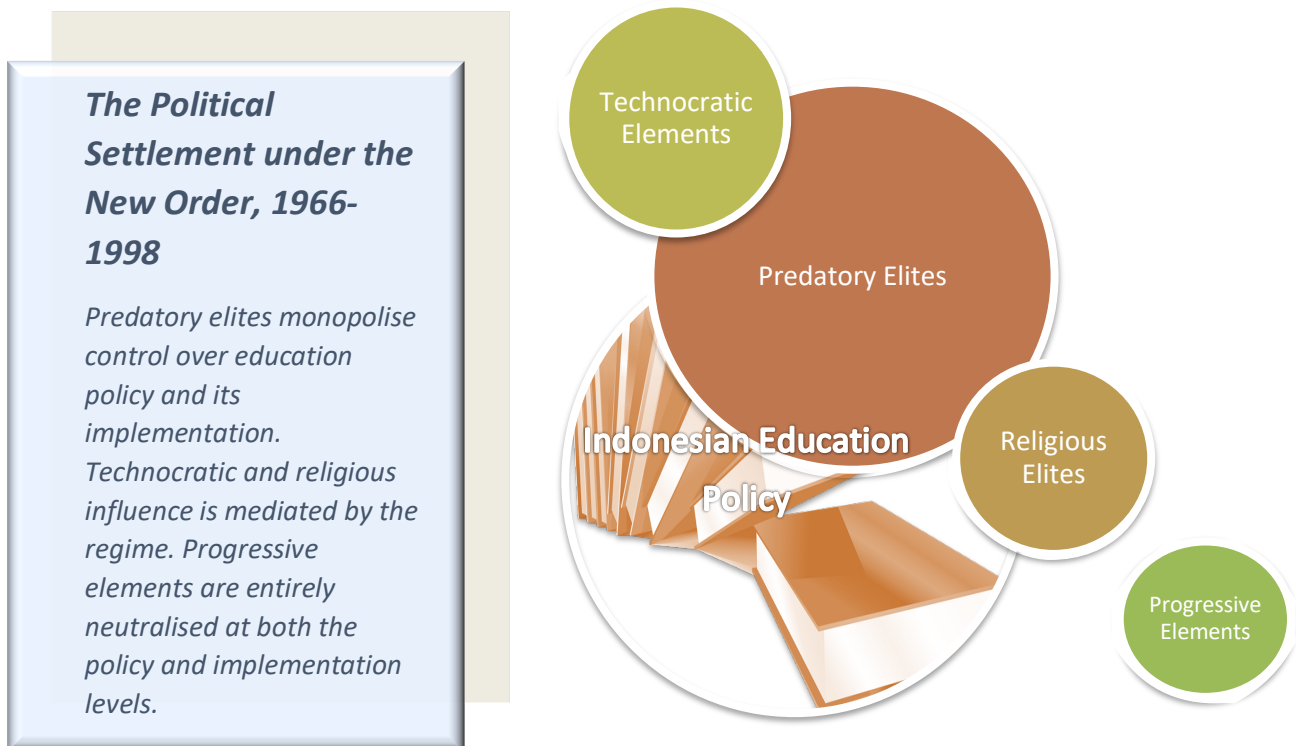 The Political
Settlement under the
New Order, 1966-
1998
Predatory elites monopolise
control over education
policy and its
implementation.
Technocratic and religious
influence is mediated by the
regime. Progressive
elements are entirely
neutralised at both the
policy and implementation
levels.
Technocratic
Elements
Predatory Elites
Indonesian Education
Policy
Religious
Elites
Progressive
Elements